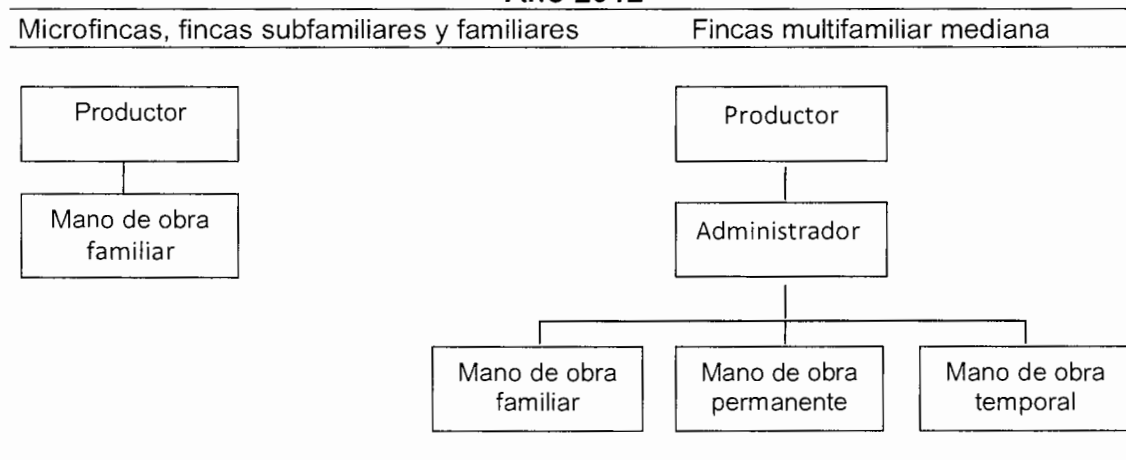 Microfincas, fincas subfamiliares y familiares
Fincas multifamiliar mediana
Productor
Mano de obra
familiar
Productor
Administrador
Mano de obra
familiar
Mano de obra
permanente
Mano de obra
temporal